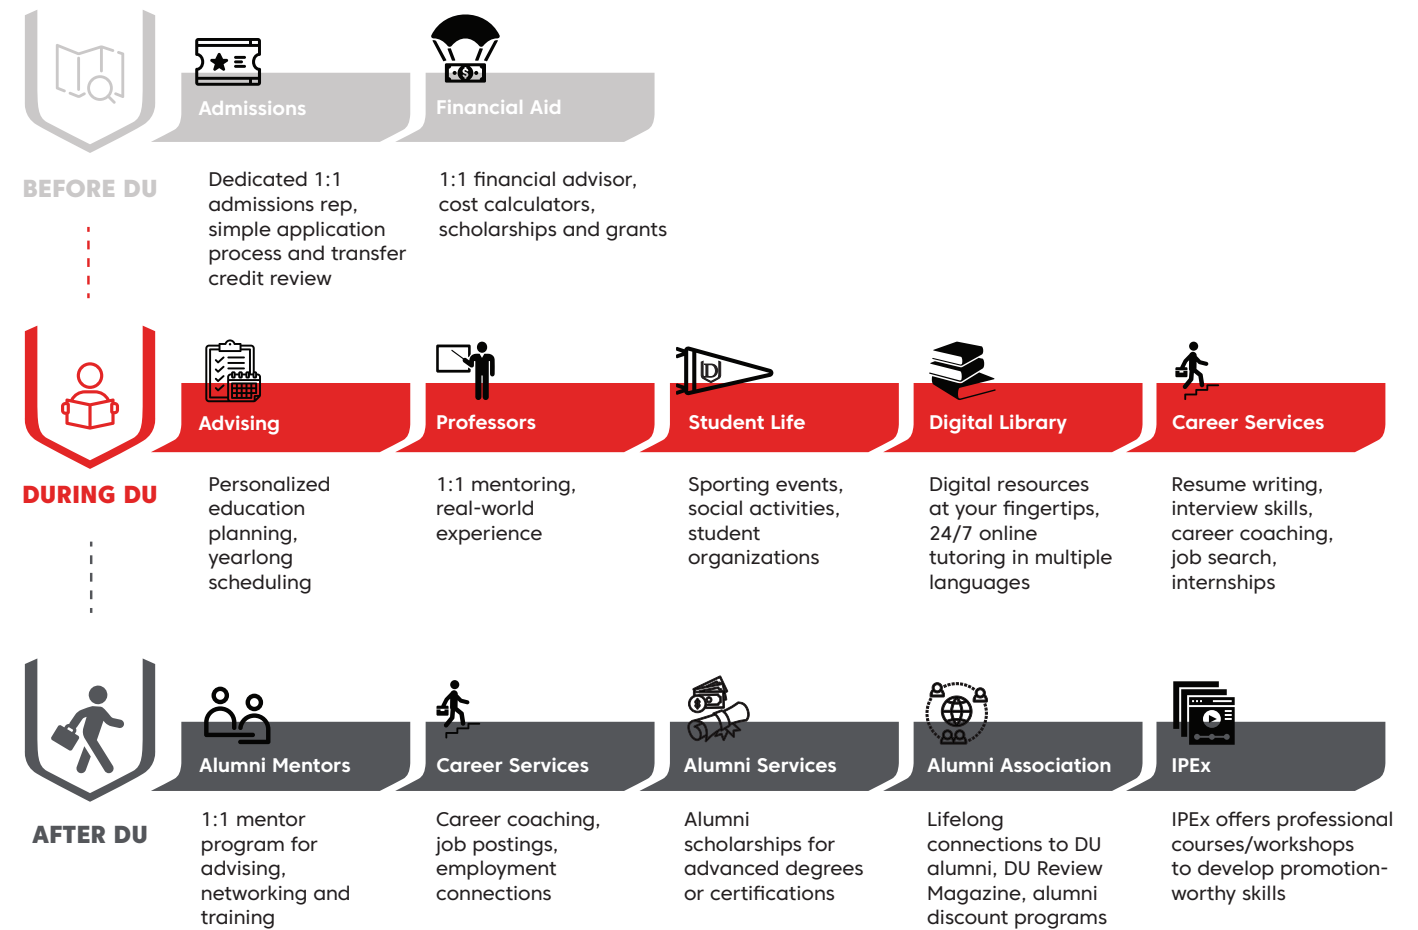 Admissions
Financial Aid
BEFORE DU
Dedicated 1:1
admissions rep,
simple application
process and transfer
credit review
1:1 financial advisor,
cost calculators,
scholarships and grants
Advising
Professors
D
Student Life
Digital Library
Career Services
DURING DU
Personalized
education
planning,
yearlong
scheduling
1:1 mentoring,
real-world
experience
Sporting events,
social activities,
student
organizations
Digital resources
at your fingertips,
24/7 online
tutoring in multiple
languages
Resume writing,
interview skills,
career coaching,
job search,
internships
Alumni Mentors
Career Services
Alumni Services
Alumni Association
IPEx
AFTER DU
1:1 mentor
program for
advising,
networking and
training
Career coaching,
job postings,
employment
connections
Alumni
scholarships for
advanced degrees
or certifications
Lifelong
connections to DU
alumni, DU Review
Magazine, alumni
discount programs
IPEx offers professional
courses/workshops
to develop promotion-
worthy skills